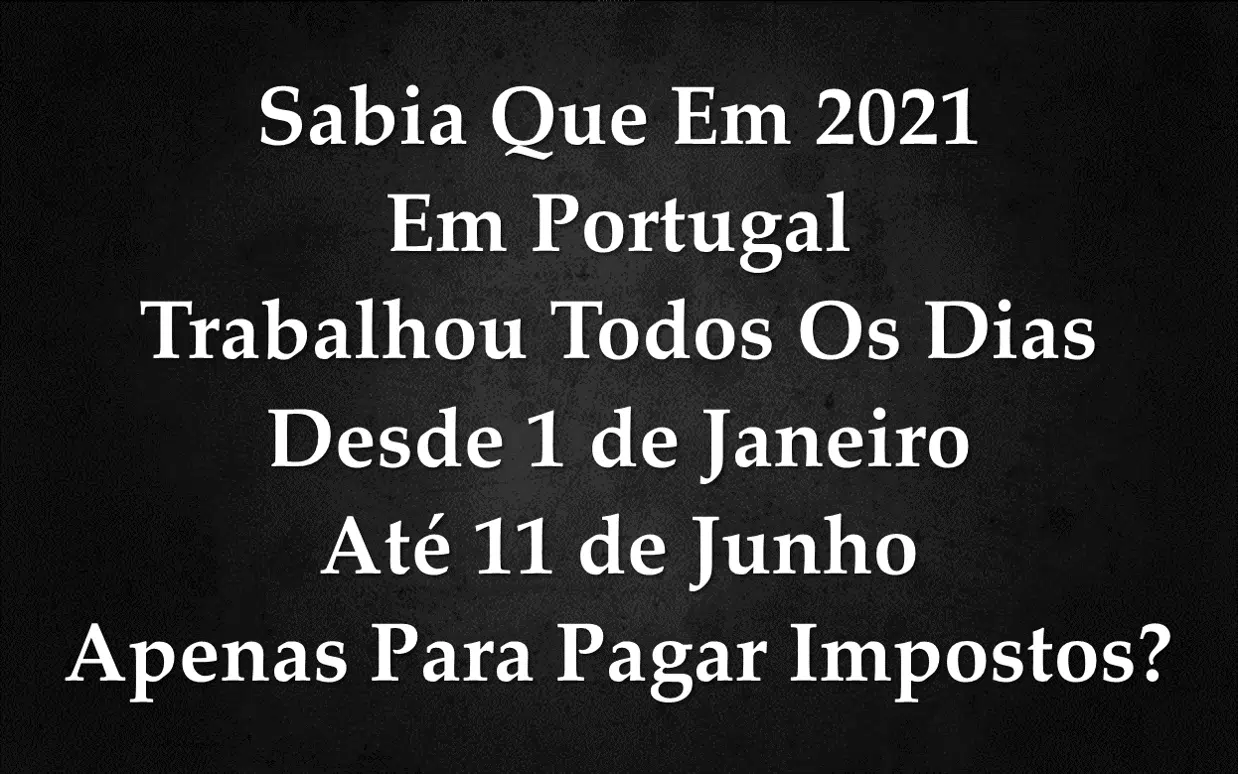 Sabia Que Em 2021
Em Portugal
Trabalhou Todos Os Dias
Desde 1 de Janeiro
Até 11 de Junho
Apenas Para Pagar Impostos?